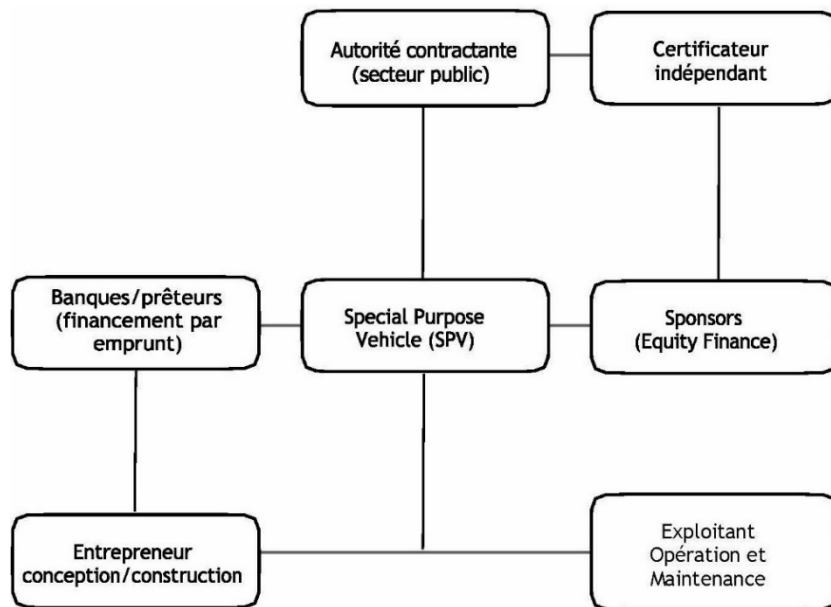 Autorité contractante
(secteur public)
Certificateur
indépendant
Banques/prêteurs
(financement par
emprunt)
Special Purpose
Vehicle (SPV)
Sponsors
(Equity Finance)
Entrepreneur
conception/construction
Exploitant
Opération et
Maintenance